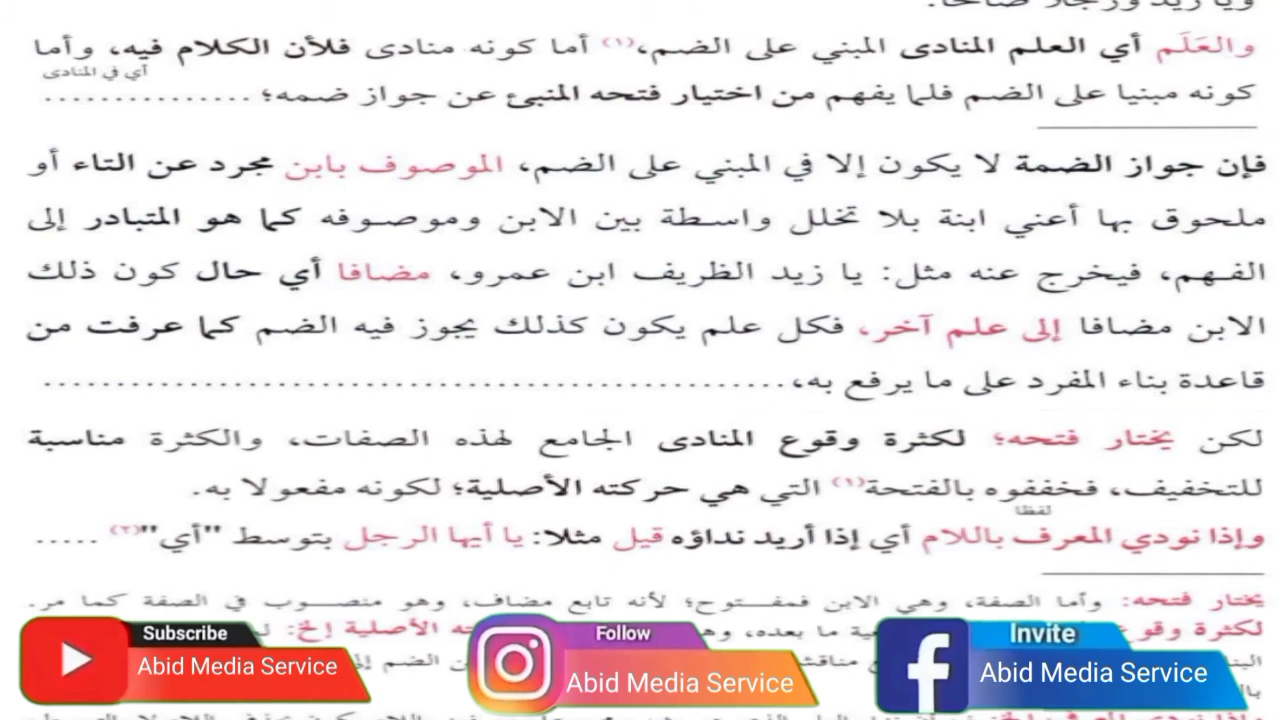 والعَلَم أي العلم المنادى المبني على الضم،(١) أما كونه منادى فلأن الكلام فيه، وأما
أي في المنادى
كونه مبنيا على الضم فلما يفهم من اختيار فتحه المنبئ عن جواز ضمه؛ ................
فإن جواز الضمة لا يكون إلا في المبني على الضم، الموصوف بابن مجرد عن التاء أو
ملحوق بها أعني ابنة بلا تخلل واسطة بين الابن وموصوفه كما هو المتبادر إلى
الفهم، فيخرج عنه مثل: يا زيد الظريف ابن عمرو، مضافا أي حال كون ذلك
الابن مضافا إلى علم آخر، فكل علم يكون كذلك يجوز فيه الضم كما عرفت من
قاعدة بناء المفرد على ما يرفع به، ..........................................................
لكن يختار فتحه؛ لكثرة وقوع المنادى الجامع لهذه الصفات، والكثرة مناسبة
للتخفيف، فخففوه بالفتحة(١) التي هي حركته الأصلية؛ لكونه مفعولا به.
لفظا
وإذا نودي المعرف باللام أي إذا أريد نداؤه قيل مثلا: يا أيها الرجل بتوسط "أي"(٢) .....
يختار فتحه: وأما الصفة، وهي الابن فمفتوح؛ لأنه تابع مضاف، وهو منصوب في الصفة كما مر.
Subscribe
Abid Media Service
Follow
Abid Media Service
Invite
Abid Media Service